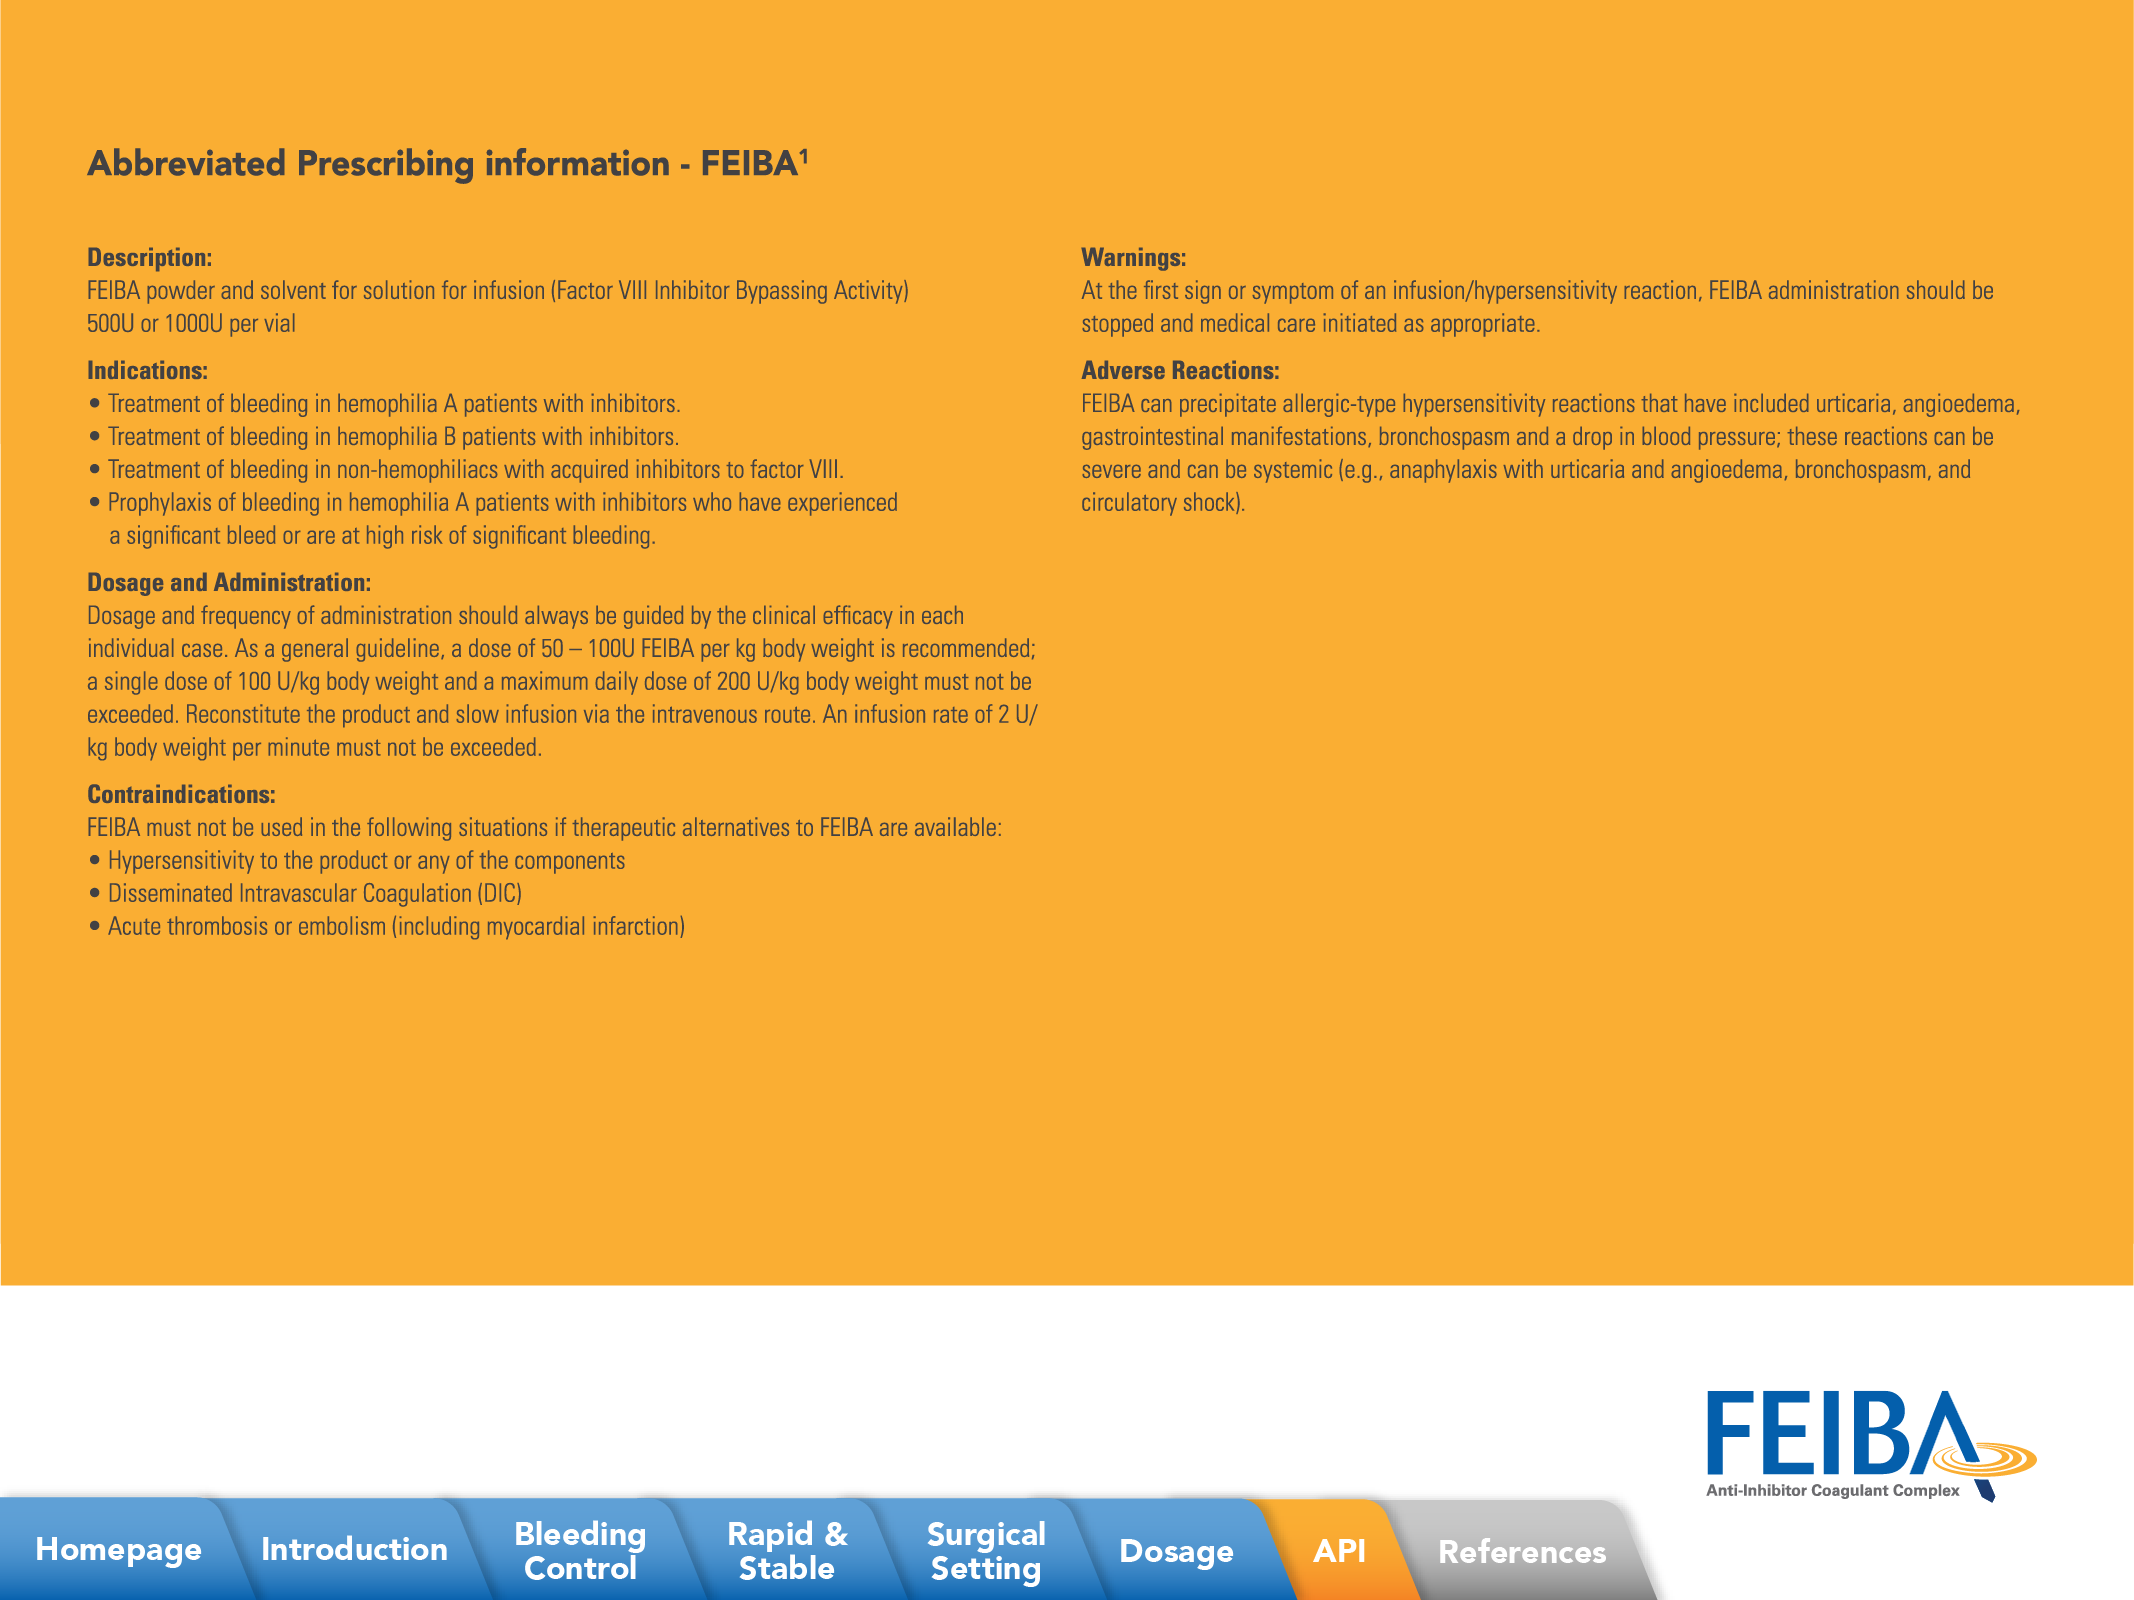 Abbreviated Prescribing information - FEIBA¹
Description:
FEIBA powder and solvent for solution for infusion (Factor VIII Inhibitor Bypassing Activity)
500U or 1000U per vial
Indications:
• Treatment of bleeding in hemophilia A patients with inhibitors.
• Treatment of bleeding in hemophilia B patients with inhibitors.
• Treatment of bleeding in non-hemophiliacs with acquired inhibitors to factor VIII.
• Prophylaxis of bleeding in hemophilia A patients with inhibitors who have experienced
a significant bleed or are at high risk of significant bleeding.
Dosage and Administration:
Dosage and frequency of administration should always be guided by the clinical efficacy in each
individual case. As a general guideline, a dose of 50 – 100U FEIBA per kg body weight is recommended;
a single dose of 100 U/kg body weight and a maximum daily dose of 200 U/kg body weight must not be
exceeded. Reconstitute the product and slow infusion via the intravenous route. An infusion rate of 2 U/
kg body weight per minute must not be exceeded.
Contraindications:
FEIBA must not be used in the following situations if therapeutic alternatives to FEIBA are available:
• Hypersensitivity to the product or any of the components
• Disseminated Intravascular Coagulation (DIC)
• Acute thrombosis or embolism (including myocardial infarction)
Warnings:
At the first sign or symptom of an infusion/hypersensitivity reaction, FEIBA administration should be
stopped and medical care initiated as appropriate.
Adverse Reactions:
FEIBA can precipitate allergic-type hypersensitivity reactions that have included urticaria, angioedema,
gastrointestinal manifestations, bronchospasm and a drop in blood pressure; these reactions can be
severe and can be systemic (e.g., anaphylaxis with urticaria and angioedema, bronchospasm, and
circulatory shock).
FEIBA
Anti-Inhibitor Coagulant Complex
Homepage
Introduction
Bleeding
Control
Rapid &
Stable
Surgical
Setting
Dosage
API
References